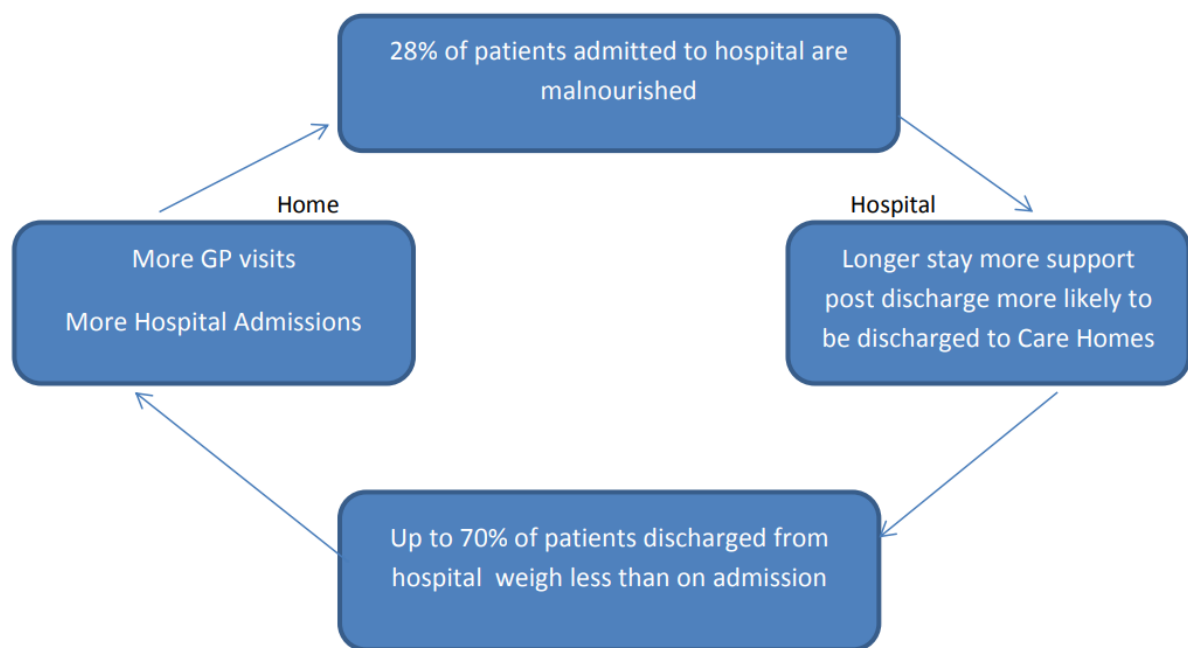 28% of patients admitted to hospital are
malnourished
Home
Hospital
More GP visits
More Hospital Admissions
Longer stay more support
post discharge more likely to
be discharged to Care Homes
Up to 70% of patients discharged from
hospital  weigh less than on admission